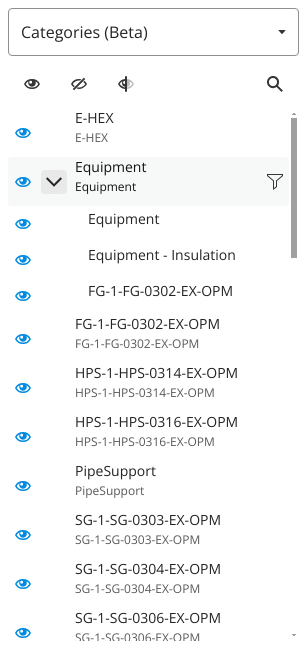 Categories (Beta)
E-HEX
E-HEX
Equipment
Equipment
Equipment
Equipment - Insulation
FG-1-FG-0302-EX-OPM
FG-1-FG-0302-EX-OPM
FG-1-FG-0302-EX-OPM
HPS-1-HPS-0314-EX-OPM
HPS-1-HPS-0314-EX-OPM
HPS-1-HPS-0316-EX-OPM
HPS-1-HPS-0316-EX-OPM
PipeSupport
PipeSupport
SG-1-SG-0303-EX-OPM
SG-1-SG-0303-EX-OPM
SG-1-SG-0304-EX-OPM
SG-1-SG-0304-EX-OPM
SG-1-SG-0306-EX-OPM
SG-1-SG-0306-EX-OPM